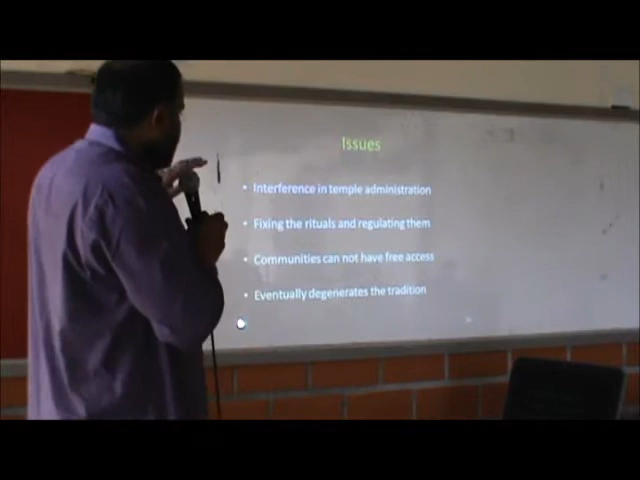 Issues
• Interference in temple administration
• Fixing the rituals and regulating them
• Communities can not have free access
• Eventually degenerates the tradition